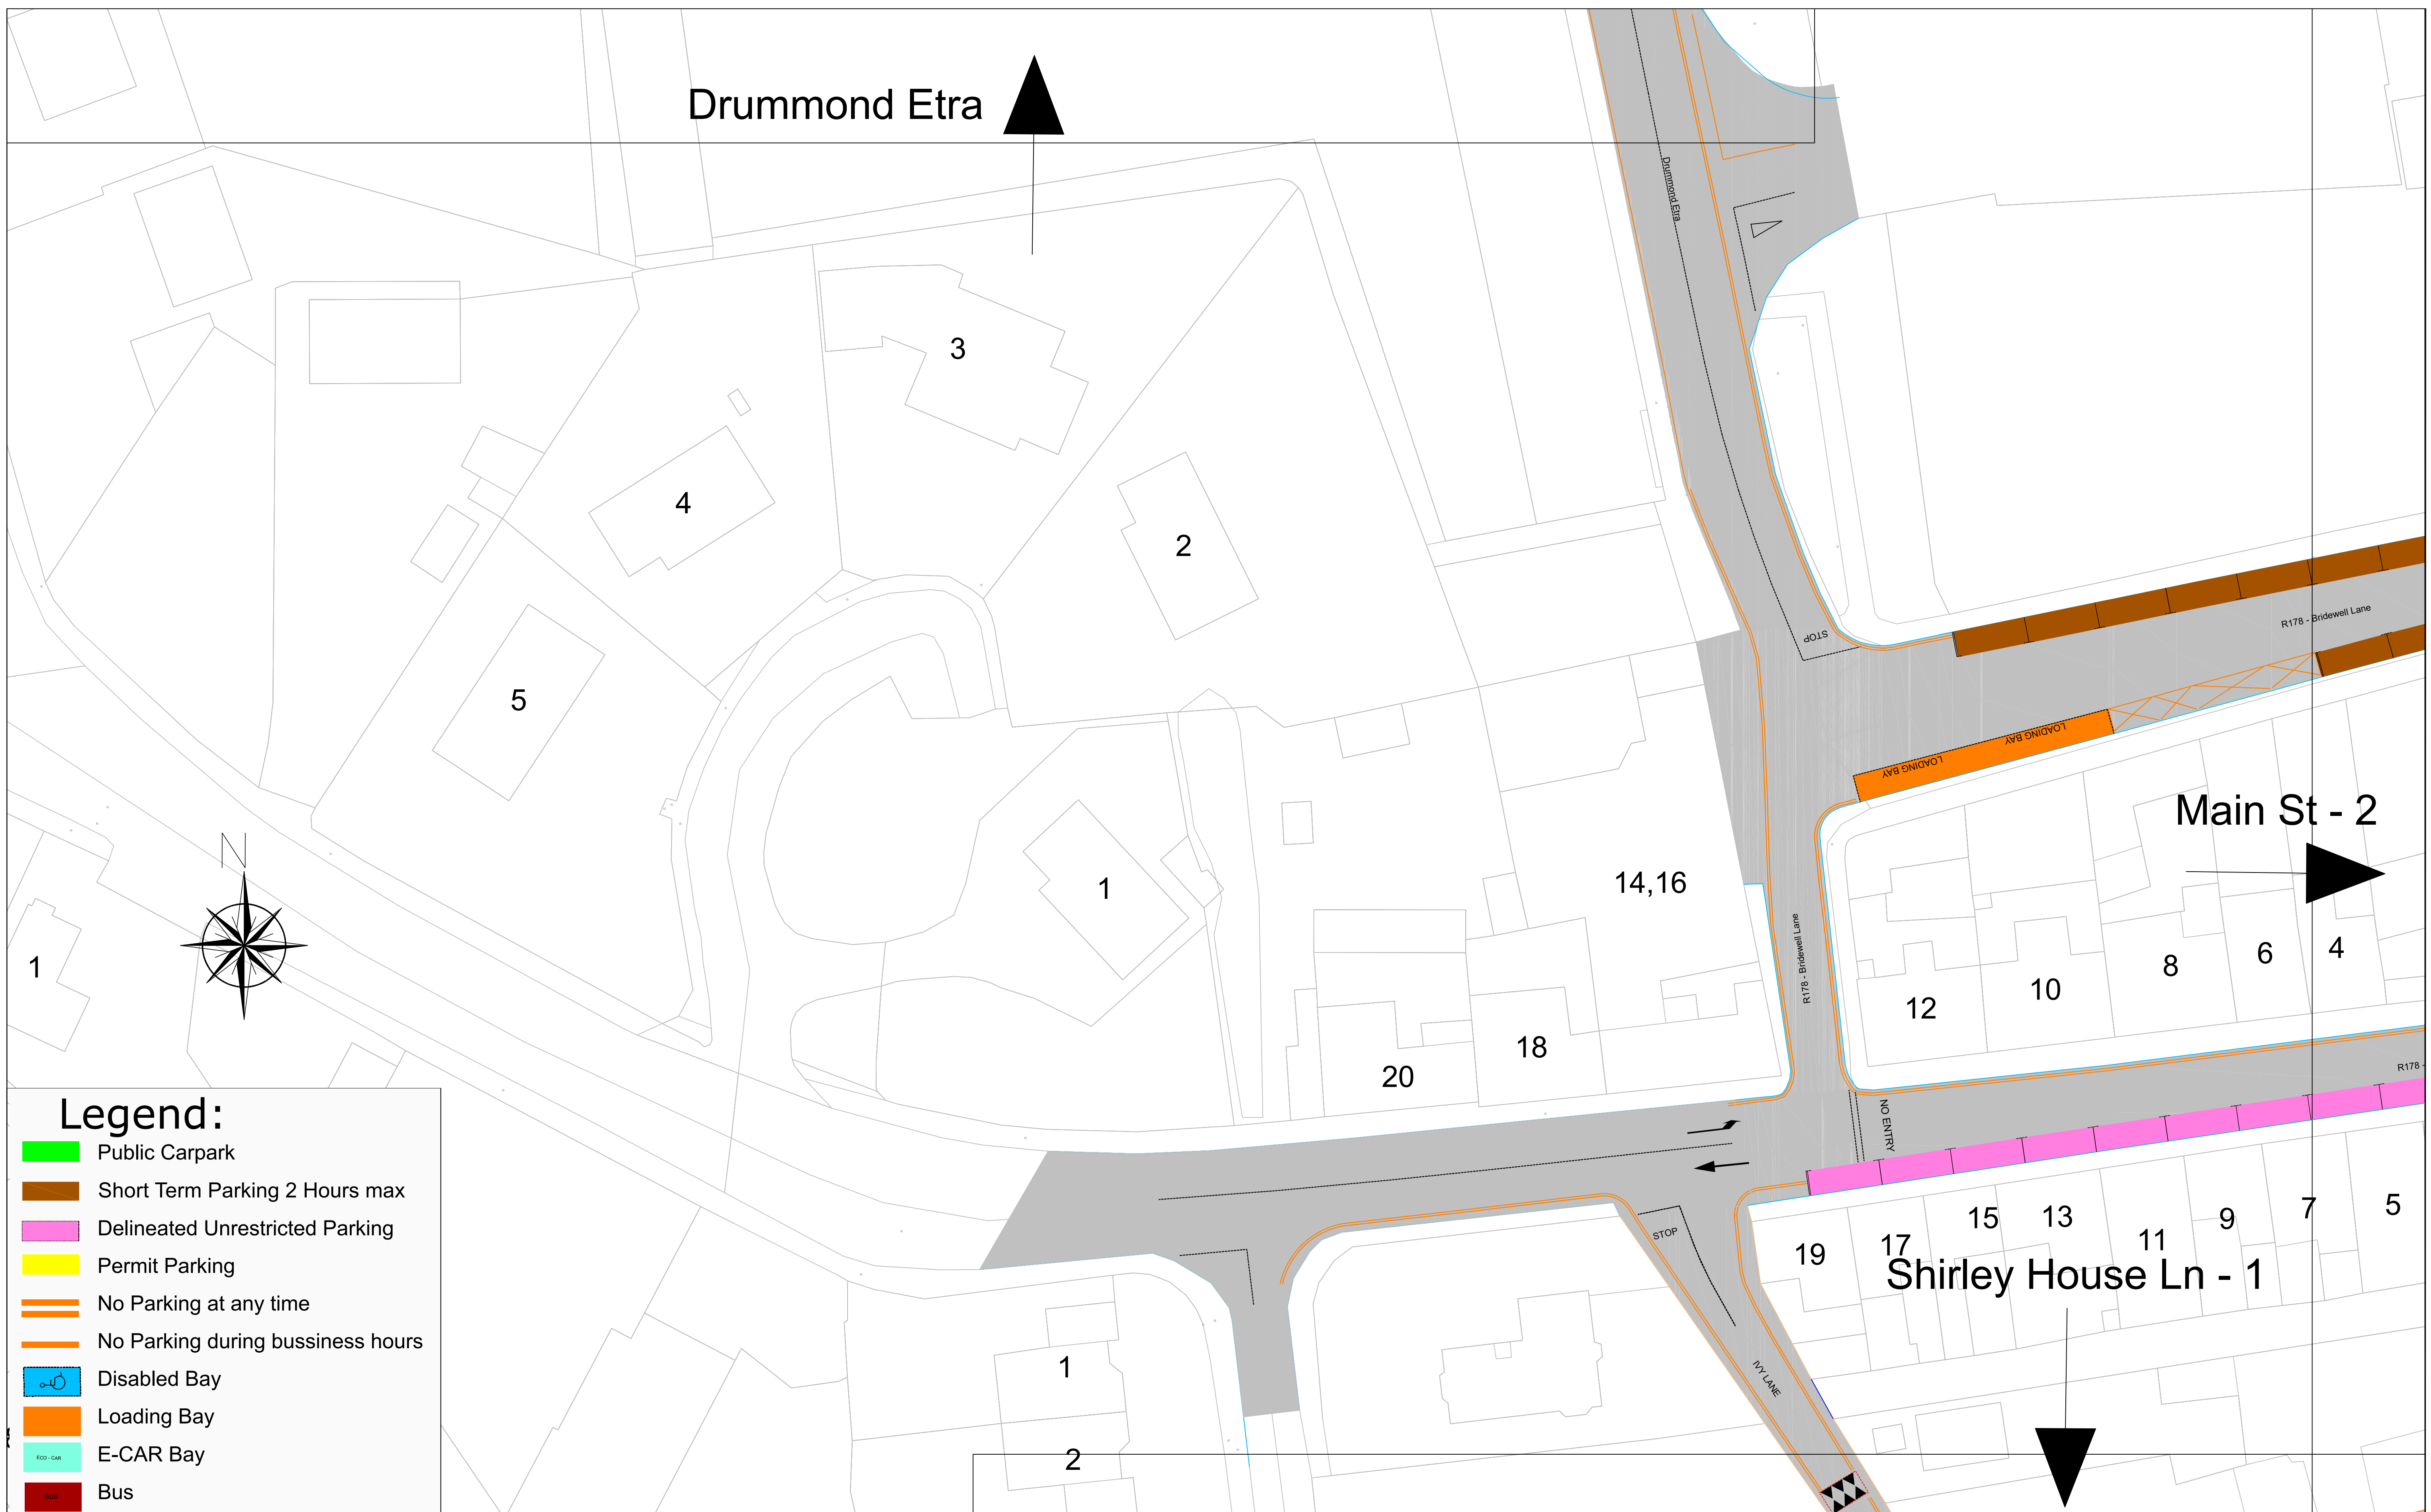 Drummond Etra
Drummond Etra
3
4
2
STOP
R178 - Bridewell Lane
5
LOADING BAY
LOADING BAY
Main St - 2
N
1
14,16
R178 - Bridewell Lane
1
12
10
8
6
4
20
18
R178 -
NO ENTRY
STOP
19
17
15
13
11
9
7
5
Shirley House Ln - 1
IVY LANE
1
2
Legend:
Public Carpark
Short Term Parking 2 Hours max
Delineated Unrestricted Parking
Permit Parking
No Parking at any time
No Parking during bussiness hours
Disabled Bay
Loading Bay
ECO - CAR
E-CAR Bay
BUS
Bus